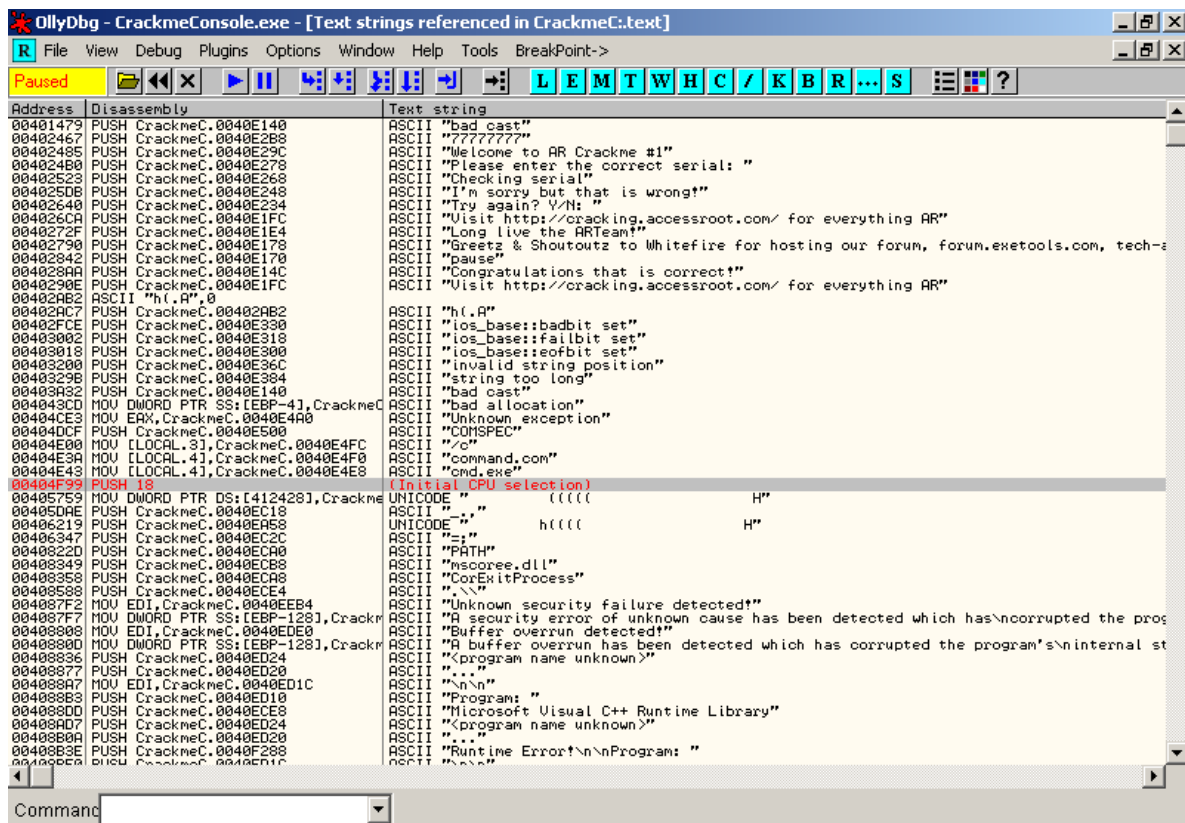 OllyDbg - CrackmeConsole.exe - [Text strings referenced in CrackmeC:.text]
R File View Debug Plugins Options Window Help Tools BreakPoint->
Paused L E M T W H C / K B R ... S ?
Address Disassembly Text string
00401479 PUSH CrackmeC.0040E140 ASCII "bad cast"
00402467 PUSH CrackmeC.0040E2B8 ASCII "77777777"
00402485 PUSH CrackmeC.0040E29C ASCII "Welcome to AR Crackme #1"
004024B0 PUSH CrackmeC.0040E278 ASCII "Please enter the correct serial: "
00402523 PUSH CrackmeC.0040E268 ASCII "Checking serial"
004025DB PUSH CrackmeC.0040E248 ASCII "I'm sorry but that is wrong!"
00402640 PUSH CrackmeC.0040E234 ASCII "Try again? Y/N: "
004026CA PUSH CrackmeC.0040E1FC ASCII "Visit http://cracking.accessroot.com/ for everything AR"
0040272F PUSH CrackmeC.0040E1E4 ASCII "Long live the ARTeam!"
00402790 PUSH CrackmeC.0040E178 ASCII "Greetz & Shoutoutz to Whitefire for hosting our forum, forum.exetools.com, tech-a
00402842 PUSH CrackmeC.0040E170 ASCII "pause"
004028AA PUSH CrackmeC.0040E14C ASCII "Congratulations that is correct!"
0040290E PUSH CrackmeC.0040E1FC ASCII "Visit http://cracking.accessroot.com/ for everything AR"
00402AB2 ASCII "h(.A",0
00402AC7 PUSH CrackmeC.00402AB2 ASCII "h(.A"
00402FCE PUSH CrackmeC.0040E330 ASCII "ios_base::badbit set"
00403002 PUSH CrackmeC.0040E318 ASCII "ios_base::failbit set"
00403018 PUSH CrackmeC.0040E300 ASCII "ios_base::eofbit set"
00403200 PUSH CrackmeC.0040E36C ASCII "invalid string position"
0040329B PUSH CrackmeC.0040E384 ASCII "string too long"
00403A32 PUSH CrackmeC.0040E140 ASCII "bad cast"
004043CD MOV DWORD PTR SS:[EBP-4],CrackmeC ASCII "bad allocation"
00404CE3 MOV EAX,CrackmeC.0040E4A0 ASCII "Unknown exception"
00404DCF PUSH CrackmeC.0040E500 ASCII "COMSPEC"
00404E00 MOV [LOCAL.3],CrackmeC.0040E4FC ASCII "/c"
00404E3A MOV [LOCAL.4],CrackmeC.0040E4F0 ASCII "command.com"
00404E43 MOV [LOCAL.4],CrackmeC.0040E4E8 ASCII "cmd.exe"
00404F99 PUSH 18 (Initial CPU selection)
00405759 MOV DWORD PTR DS:[412428],Crackme UNICODE " ((((( H"
00405DAE PUSH CrackmeC.0040EC18 ASCII "_.,"
00406219 PUSH CrackmeC.0040EA58 UNICODE " h(((( H"
00406347 PUSH CrackmeC.0040EC2C ASCII "=;"
0040822D PUSH CrackmeC.0040ECA0 ASCII "PATH"
00408349 PUSH CrackmeC.0040ECB8 ASCII "mscoree.dll"
00408358 PUSH CrackmeC.0040ECA8 ASCII "CorExitProcess"
00408588 PUSH CrackmeC.0040ECE4 ASCII ".\\"
004087F2 MOV EDI,CrackmeC.0040EEB4 ASCII "Unknown security failure detected!"
004087F7 MOV DWORD PTR SS:[EBP-128],Crackm ASCII "A security error of unknown cause has been detected which has\ncorrupted the prog
00408808 MOV EDI,CrackmeC.0040EDE0 ASCII "Buffer overrun detected!"
0040880D MOV DWORD PTR SS:[EBP-128],Crackm ASCII "A buffer overrun has been detected which has corrupted the program's\ninternal st
00408836 PUSH CrackmeC.0040ED24 ASCII "<program name unknown>"
00408877 PUSH CrackmeC.0040ED20 ASCII "..."
004088A7 MOV EDI,CrackmeC.0040ED1C ASCII "\n\n"
004088B3 PUSH CrackmeC.0040ED10 ASCII "Program: "
004088DD PUSH CrackmeC.0040ECE8 ASCII "Microsoft Visual C++ Runtime Library"
00408AD7 PUSH CrackmeC.0040ED24 ASCII "<program name unknown>"
00408B0A PUSH CrackmeC.0040ED20 ASCII "..."
00408B3E PUSH CrackmeC.0040F288 ASCII "Runtime Error!\n\nProgram: "
Command